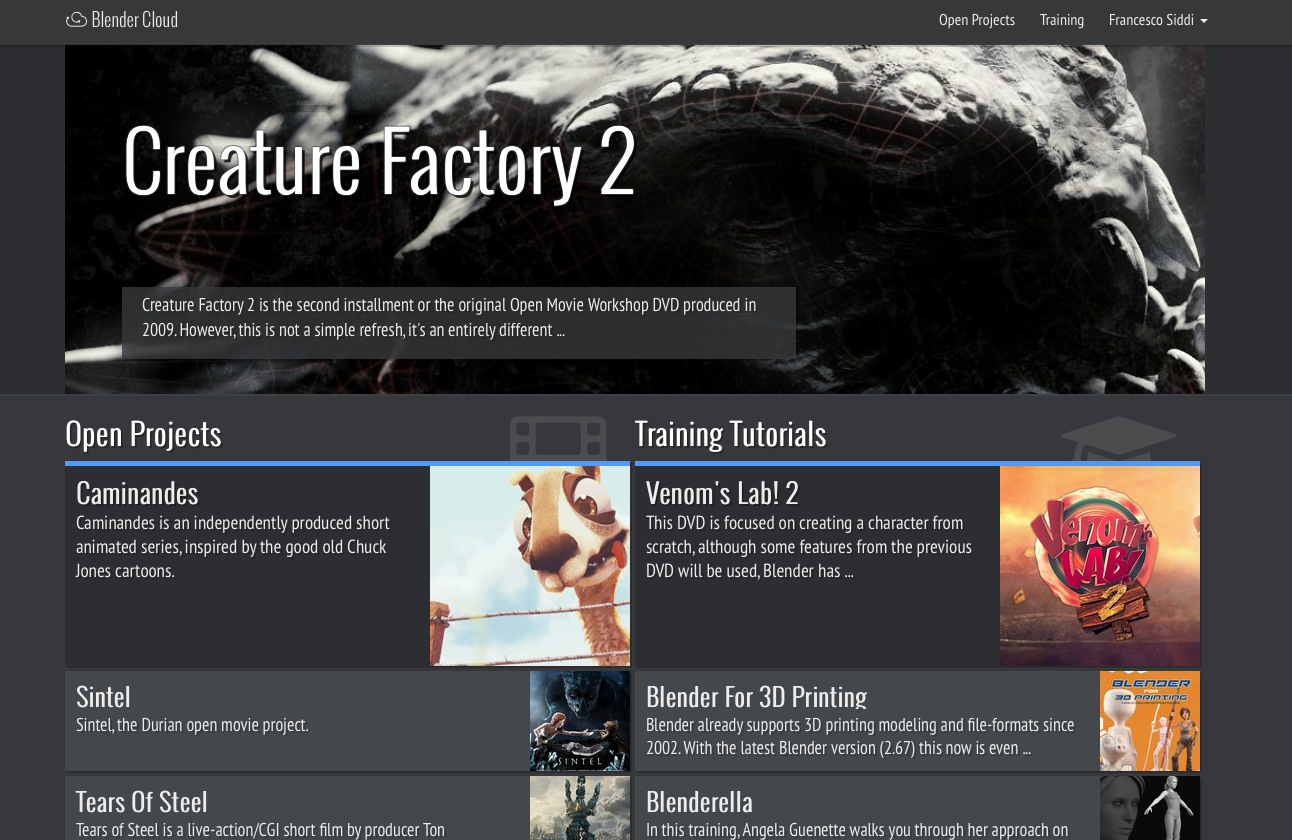 Blender Cloud
Open Projects Training Francesco Siddi
Creature Factory 2
Creature Factory 2 is the second installment or the original Open Movie Workshop DVD produced in
2009. However, this is not a simple refresh, it's an entirely different ...
Open Projects
Caminandes
Caminandes is an independently produced short
animated series, inspired by the good old Chuck
Jones cartoons.
Sintel
Sintel, the Durian open movie project.
SINTEL
Tears Of Steel
Tears of Steel is a live-action/CGI short film by producer Ton
Training Tutorials
Venom's Lab! 2
This DVD is focused on creating a character from
scratch, although some features from the previous
DVD will be used, Blender has ...
Venom's
LAB!
2
Blender For 3D Printing
Blender already supports 3D printing modeling and file-formats since
2002. With the latest Blender version (2.67) this now is even ...
BLENDER
FOR
3D PRINTING
Blenderella
In this training, Angela Guenette walks you through her approach on